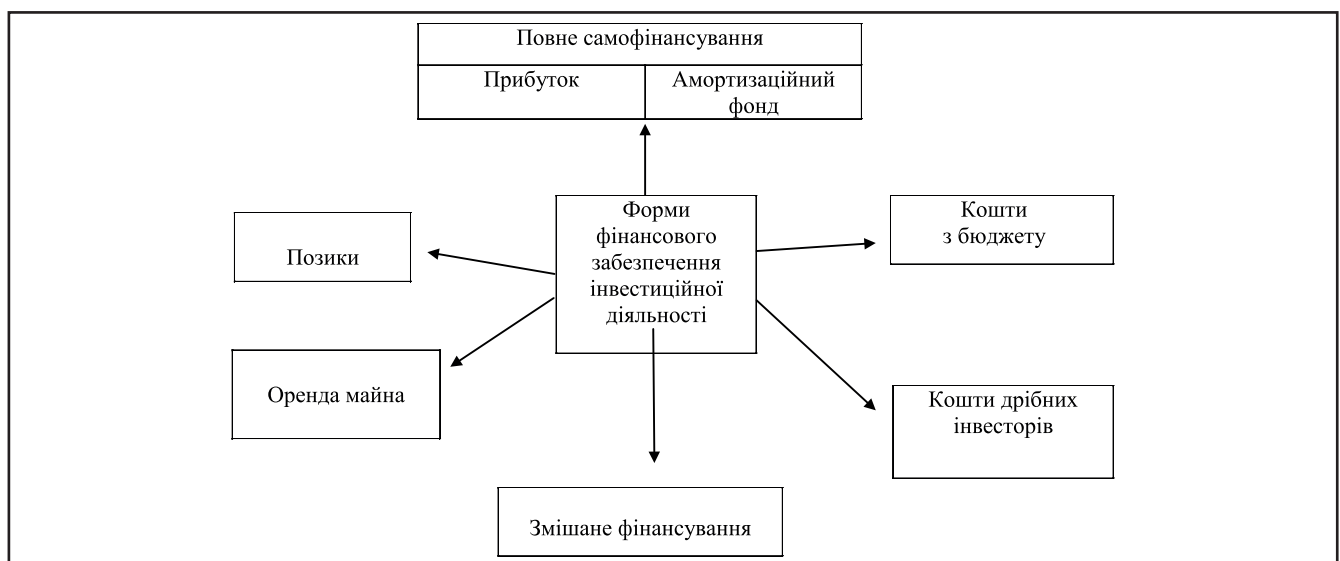 Повне самофінансування
Прибуток
Амортизаційний
фонд
Форми
фінансового
забезпечення
інвестиційної
діяльності
Кошти
з бюджету
Позики
Оренда майна
Кошти дрібних
інвесторів
Змішане фінансування